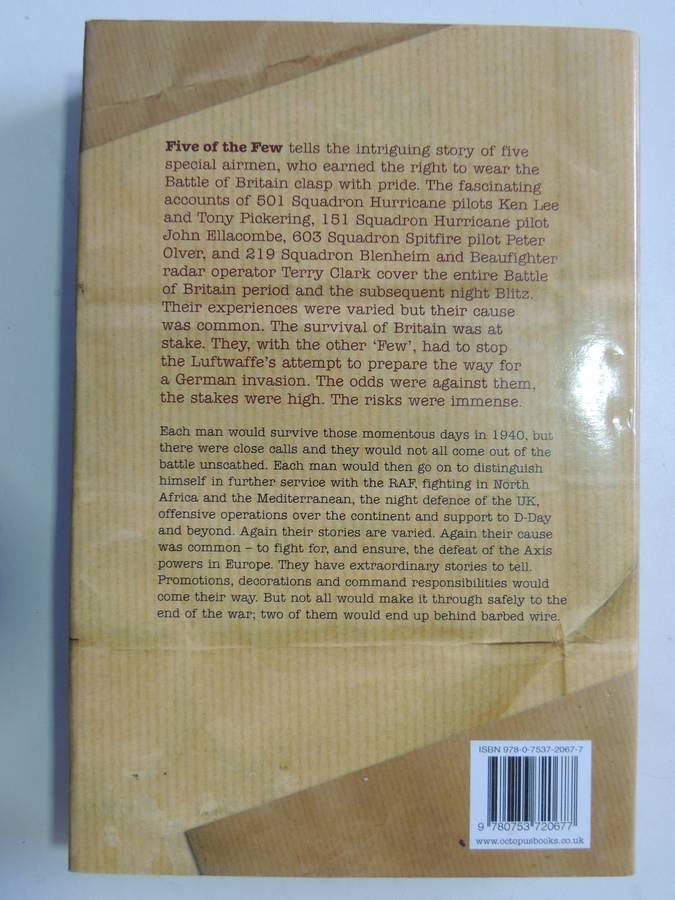 Five of the Few tells the intriguing story of five
special airmen, who earned the right to wear the
Battle of Britain clasp with pride. The fascinating
accounts of 501 Squadron Hurricane pilots Ken Lee
and Tony Pickering, 151 Squadron Hurricane pilot
John Ellacombe, 603 Squadron Spitfire pilot Peter
Olver, and 219 Squadron Blenheim and Beaufighter
radar operator Terry Clark cover the entire Battle
of Britain period and the subsequent night Blitz.
Their experiences were varied but their cause
was common. The survival of Britain was at
stake. They, with the other ‘Few’, had to stop
the Luftwaffe’s attempt to prepare the way for
a German invasion. The odds were against them,
the stakes were high. The risks were immense.
Each man would survive those momentous days in 1940, but
there were close calls and they would not all come out of the
battle unscathed. Each man would then go on to distinguish
himself in further service with the RAF, fighting in North
Africa and the Mediterranean, the night defence of the UK,
offensive operations over the continent and support to D-Day
and beyond. Again their stories are varied. Again their cause
was common – to fight for, and ensure, the defeat of the Axis
powers in Europe. They have extraordinary stories to tell.
Promotions, decorations and command responsibilities would
come their way. But not all would make it through safely to the
end of the war; two of them would end up behind barbed wire.
ISBN 978-0-7537-2067-7
9 780753 720677
www.octopusbooks.co.uk